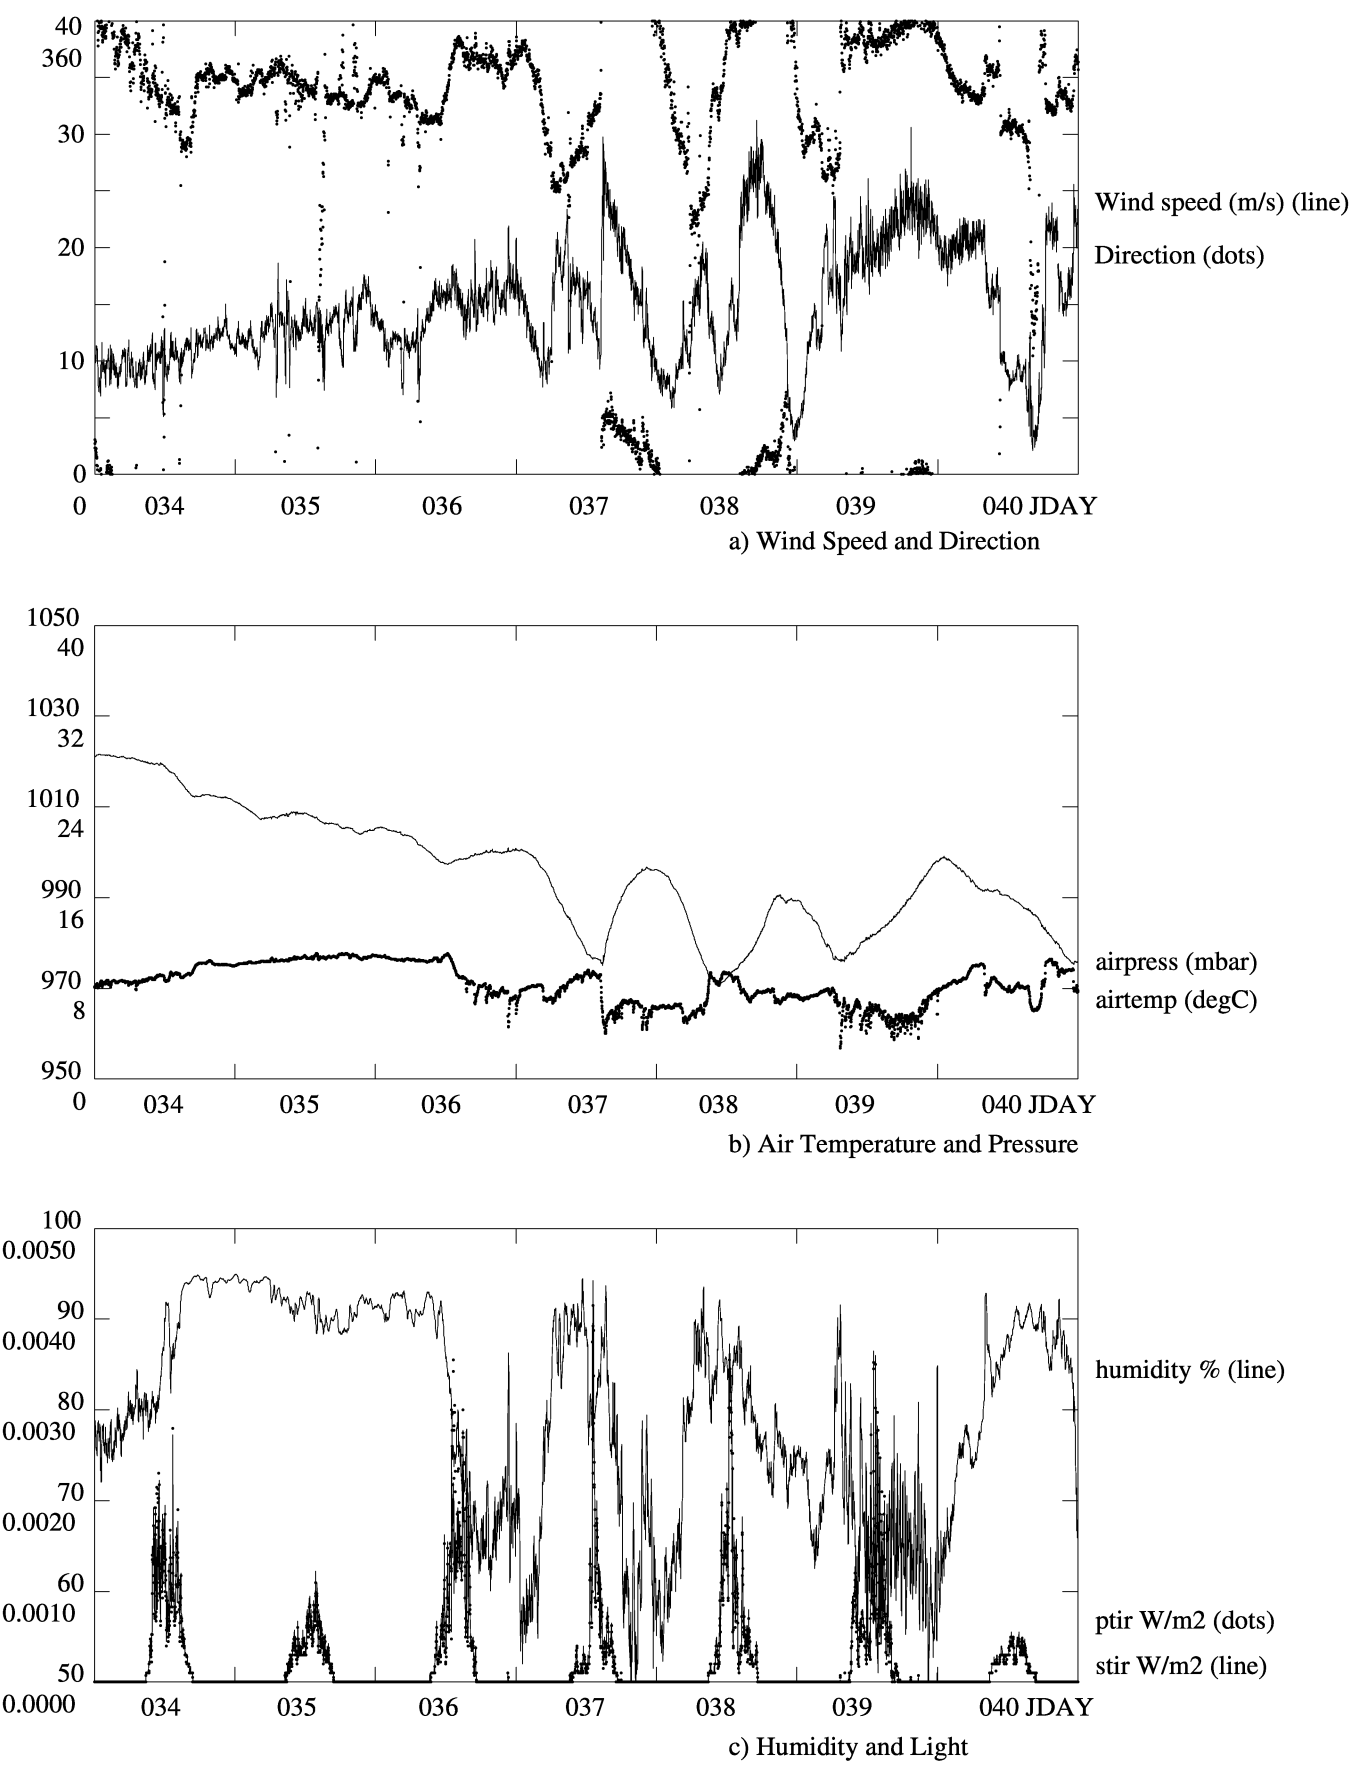 40
360
30
20
10
0
Wind speed (m/s) (line)
Direction (dots)
0 034 035 036 037 038 039 040 JDAY
a) Wind Speed and Direction
1050
40
1030
32
1010
24
990
16
970
8
950
airpress (mbar)
airtemp (degC)
0 034 035 036 037 038 039 040 JDAY
b) Air Temperature and Pressure
100
0.0050
90
0.0040
80
0.0030
70
0.0020
60
0.0010
50
humidity % (line)
ptir W/m2 (dots)
stir W/m2 (line)
0.0000 034 035 036 037 038 039 040 JDAY
c) Humidity and Light